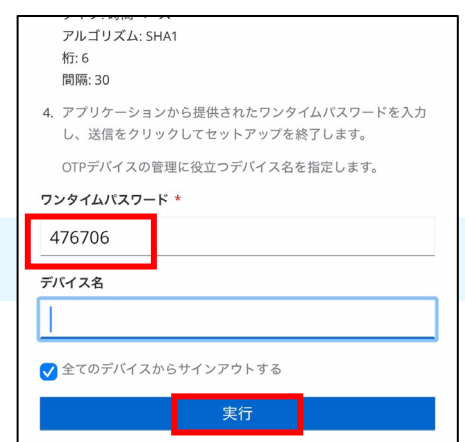 アルゴリズム: SHA1
桁: 6
間隔: 30
4. アプリケーションから提供されたワンタイムパスワードを入力
し、送信をクリックしてセットアップを終了します。
OTPデバイスの管理に役立つデバイス名を指定します。
ワンタイムパスワード *
476706
デバイス名
全てのデバイスからサインアウトする
実行